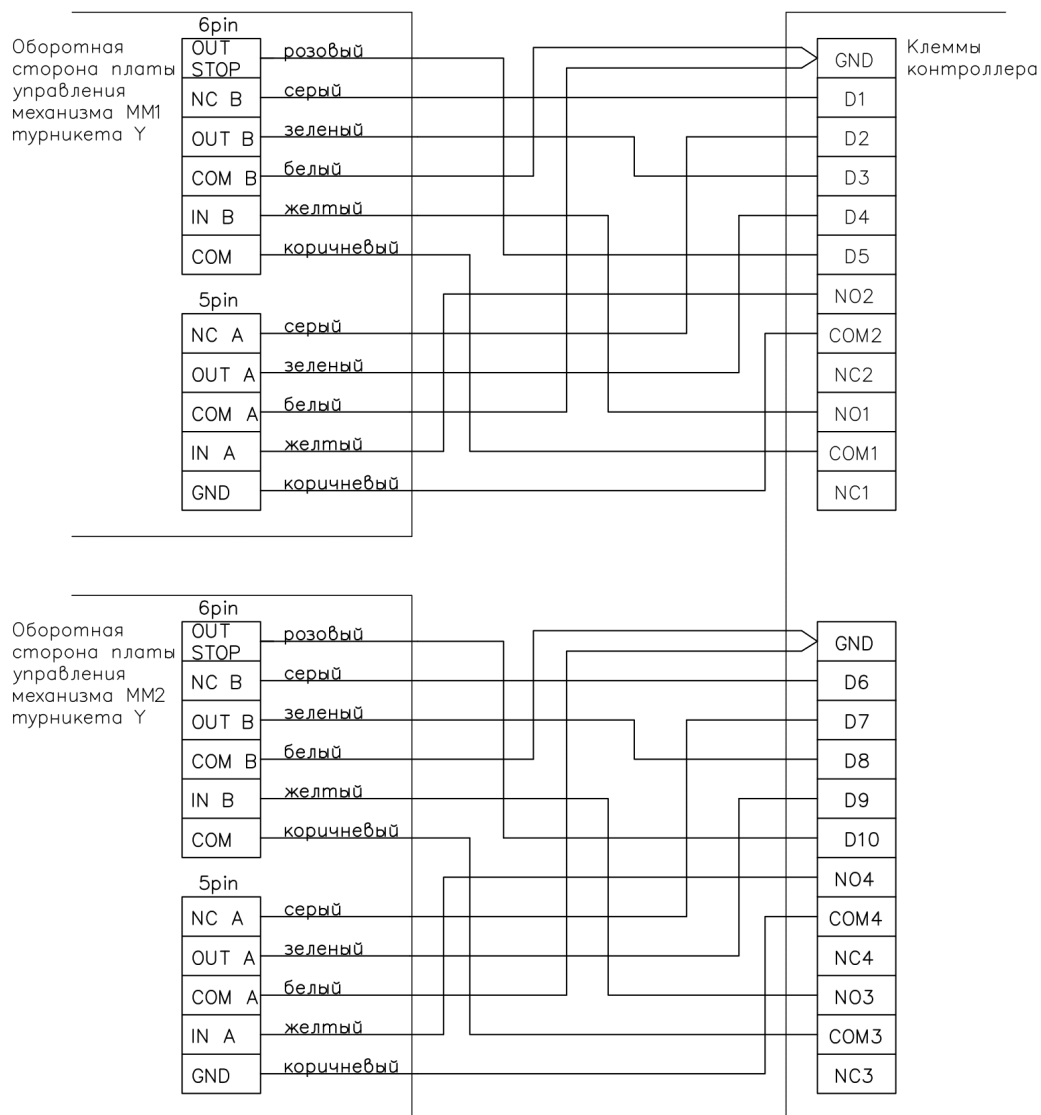 Оборотная
сторона платы
управления
механизма ММ1
турникета Y
6pin
OUT
STOP
розовый
NC B
серый
OUT B
зеленый
COM B
белый
IN B
желтый
COM
коричневый
5pin
NC A
серый
OUT A
зеленый
COM A
белый
IN A
желтый
GND
коричневый
Клеммы
контроллера
GND
D1
D2
D3
D4
D5
NO2
COM2
NC2
NO1
COM1
NC1
Оборотная
сторона платы
управления
механизма ММ2
турникета Y
6pin
OUT
STOP
розовый
NC B
серый
OUT B
зеленый
COM B
белый
IN B
желтый
COM
коричневый
5pin
NC A
серый
OUT A
зеленый
COM A
белый
IN A
желтый
GND
коричневый
GND
D6
D7
D8
D9
D10
NO4
COM4
NC4
NO3
COM3
NC3